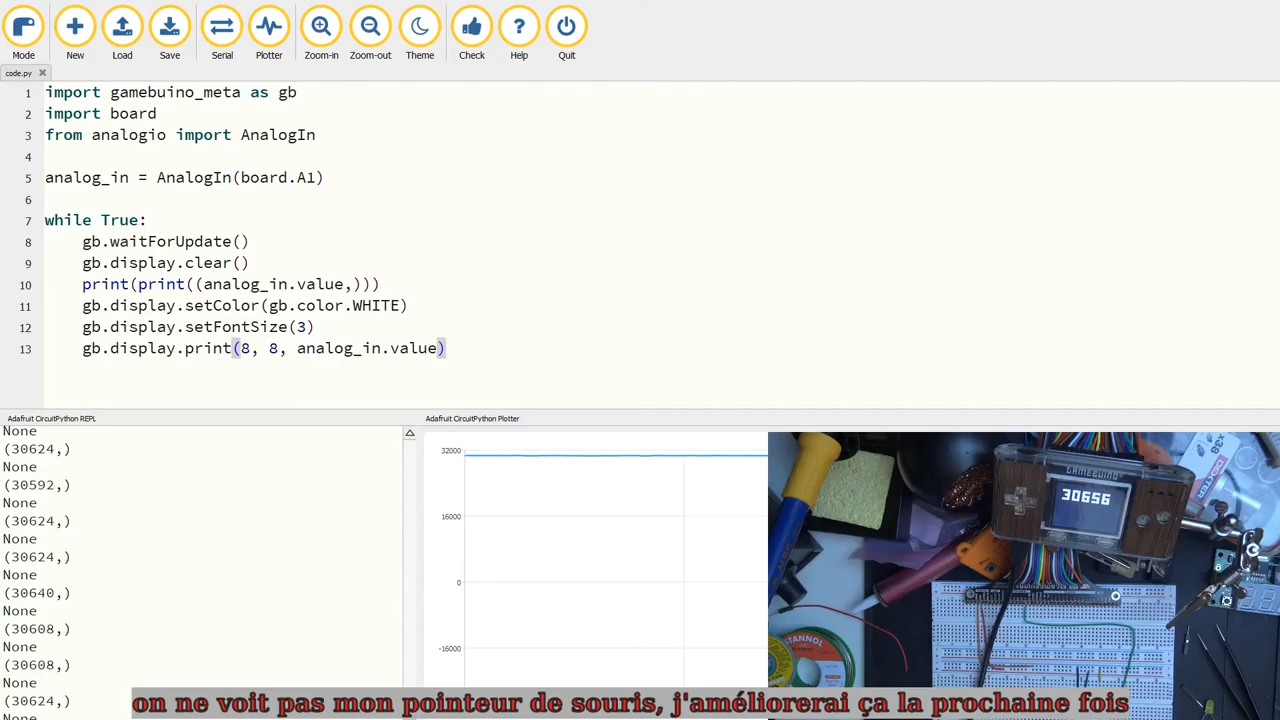 Mode New Load Save Serial Plotter Zoom-in Zoom-out Theme Check Help Quit
code.py
1 import gamebuino_meta as gb
2 import board
3 from analogio import AnalogIn
4
5 analog_in = AnalogIn(board.A1)
6
7 while True:
8 gb.waitForUpdate()
9 gb.display.clear()
10 print(print((analog_in.value,)))
11 gb.display.setColor(gb.color.WHITE)
12 gb.display.setFontSize(3)
13 gb.display.print(8, 8, analog_in.value)
Adafruit CircuitPython REPL
None
(30624,)
None
(30592,)
None
(30624,)
None
(30624,)
None
(30640,)
None
(30608,)
None
(30608,)
None
(30624,)
None
Adafruit CircuitPython Plotter
32000
16000
0
-16000
GAMEBUINO
30656
x38
DEXTER
STANNOL
on ne voit pas mon pointeur de souris, j'améliorerai ça la prochaine fois